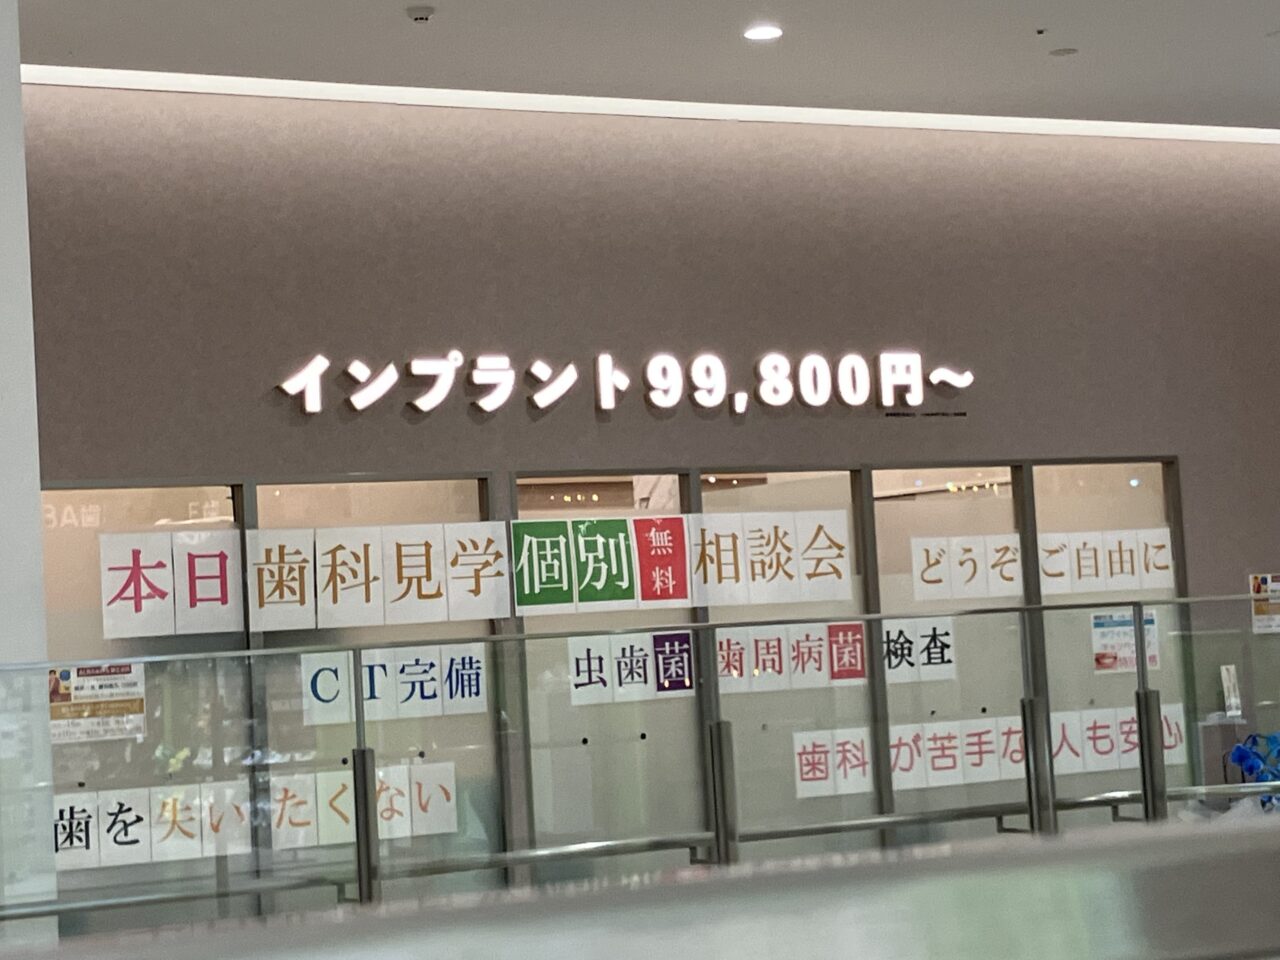 インプラント99,800円〜
本日歯科見学個別無料相談会 どうぞご自由に
CT完備 虫歯菌 歯周病菌検査
歯科が苦手な人も安心
歯を失いたくない